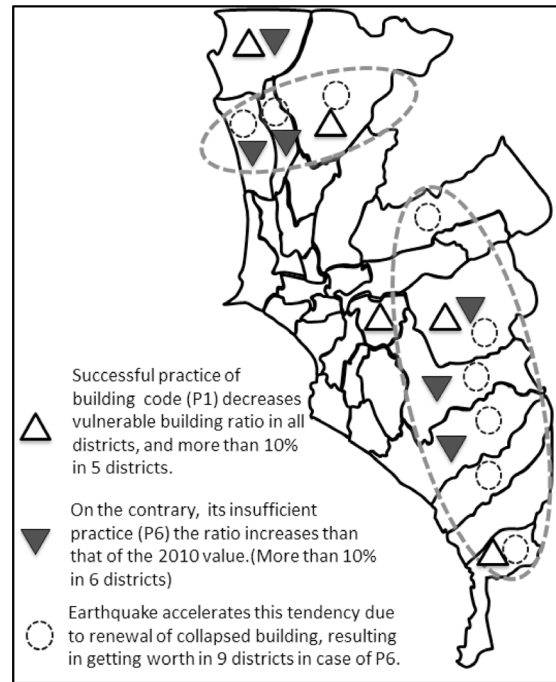 Successful practice of
building code (P1) decreases
vulnerable building ratio in all
districts, and more than 10%
in 5 districts.
On the contrary, its insufficient
practice (P6) the ratio increases than
that of the 2010 value.(More than 10%
in 6 districts)
Earthquake accelerates this tendency due
to renewal of collapsed building, resulting
in getting worth in 9 districts in case of P6.